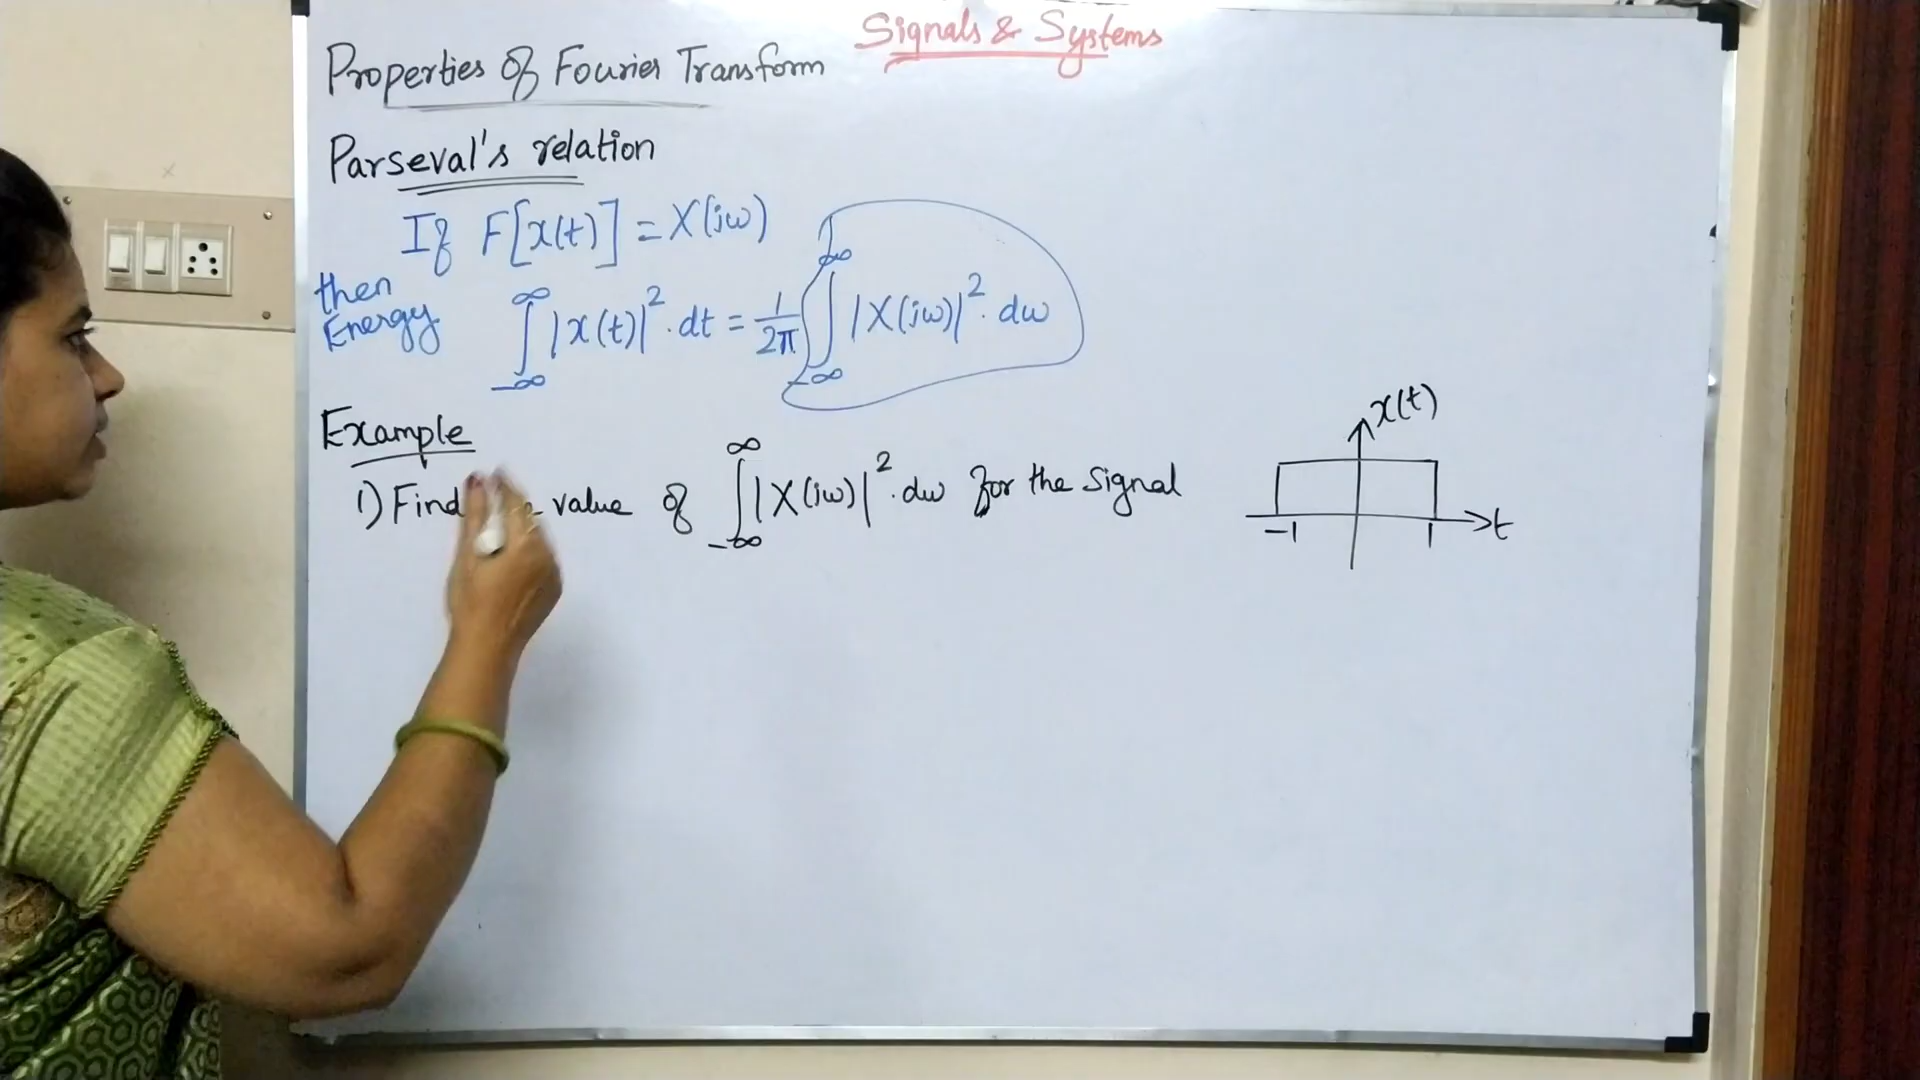 Signals & Systems
Properties of Fourier Transform
Parseval's relation
If F[x(t)] = X(jω)
then
Energy ∫_{-∞}^{∞} |x(t)|². dt = 1/2π ∫_{-∞}^{∞} |X(jω)|². dω
Example
1) Find value of ∫_{-∞}^{∞} |X(jω)|². dω for the signal
x(t)
-1 1 t